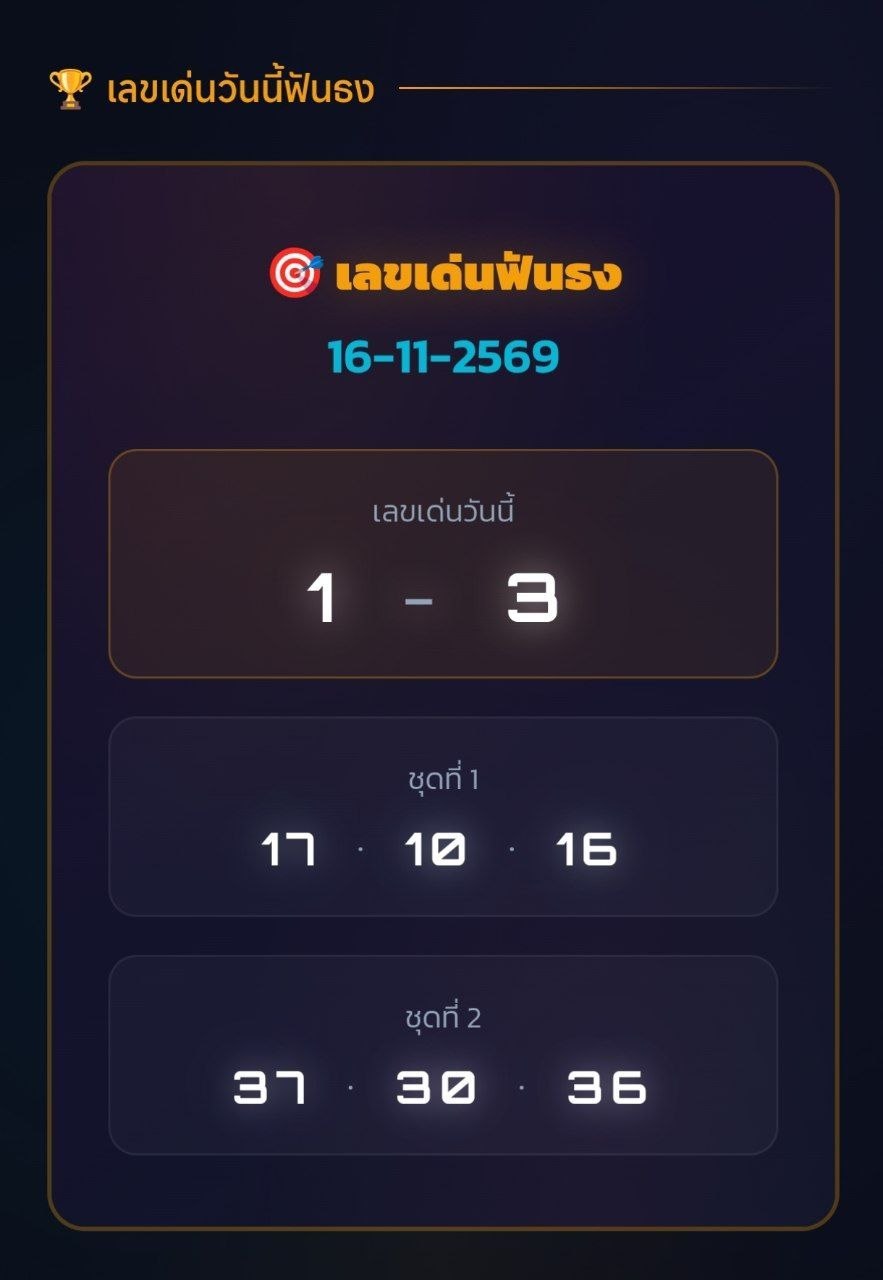 🏆 เลขเด่นวันนี้ฟันธง
🎯 เลขเด่นฟันธง
16-11-2569
เลขเด่นวันนี้
1 - 3
ชุดที่ 1
17 · 10 · 16
ชุดที่ 2
37 · 30 · 36